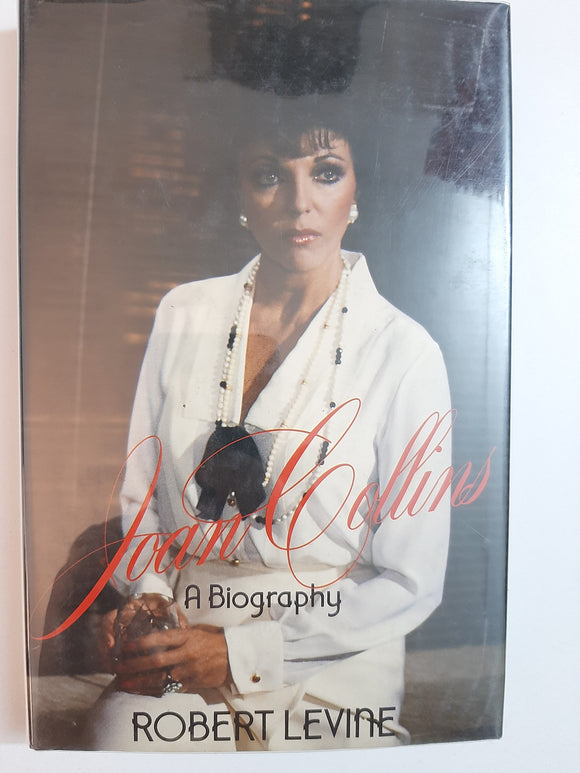 Joan Collins
A Biography
ROBERT LEVINE